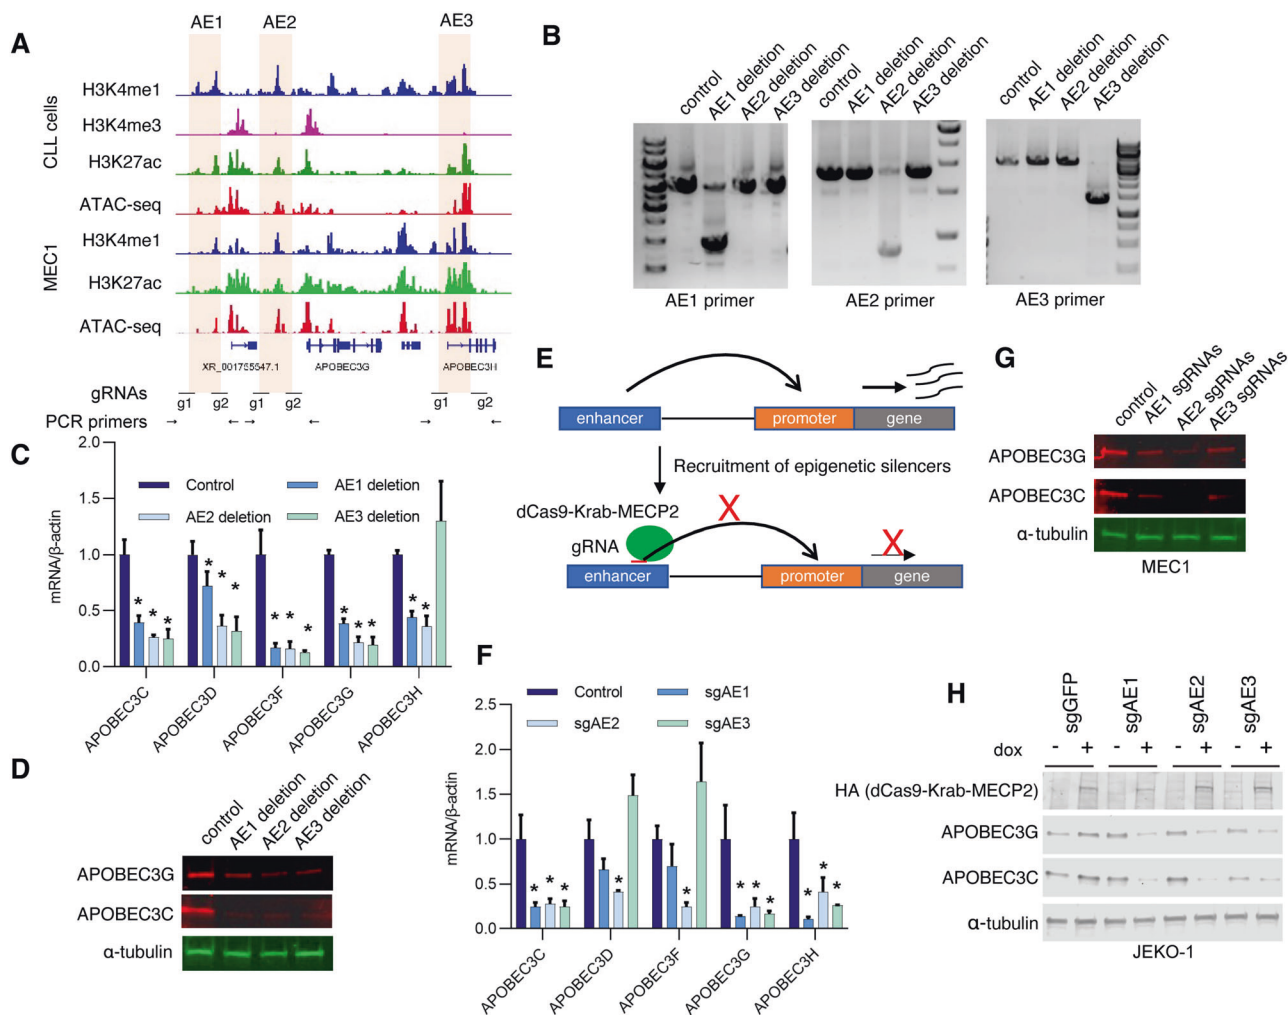 A
AE1
AE2
AE3
CLL cells
MEC1
H3K4me1
H3K4me3
H3K27ac
ATAC-seq
H3K4me1
H3K27ac
ATAC-seq
XR_001755547.1
APOBEC3G
APOBEC3H
gRNAs
g1 g2 g1 g2 g1 g2
PCR primers
B
control
AE1 deletion
AE2 deletion
AE3 deletion
AE1 primer
control
AE1 deletion
AE2 deletion
AE3 deletion
AE2 primer
control
AE1 deletion
AE2 deletion
AE3 deletion
AE3 primer
C
mRNA/β-actin
2.0
1.5
1.0
0.5
0.0
Control
AE1 deletion
AE2 deletion
AE3 deletion
* * *
* * *
* * *
* * *
* *
APOBEC3C
APOBEC3D
APOBEC3F
APOBEC3G
APOBEC3H
D
control
AE1 deletion
AE2 deletion
AE3 deletion
APOBEC3G
APOBEC3C
α-tubulin
E
enhancer
promoter
gene
Recruitment of epigenetic silencers
dCas9-Krab-MECP2
gRNA
X
X
enhancer
promoter
gene
F
mRNA/β-actin
2.5
2.0
1.5
1.0
0.5
0.0
Control
sgAE1
sgAE2
sgAE3
* * *
*
*
* * *
* * *
APOBEC3C
APOBEC3D
APOBEC3F
APOBEC3G
APOBEC3H
G
control
AE1 sgRNAs
AE2 sgRNAs
AE3 sgRNAs
APOBEC3G
APOBEC3C
α-tubulin
MEC1
H
sgGFP
sgAE1
sgAE2
sgAE3
dox - + - + - + - +
HA (dCas9-Krab-MECP2)
APOBEC3G
APOBEC3C
α-tubulin
JEKO-1